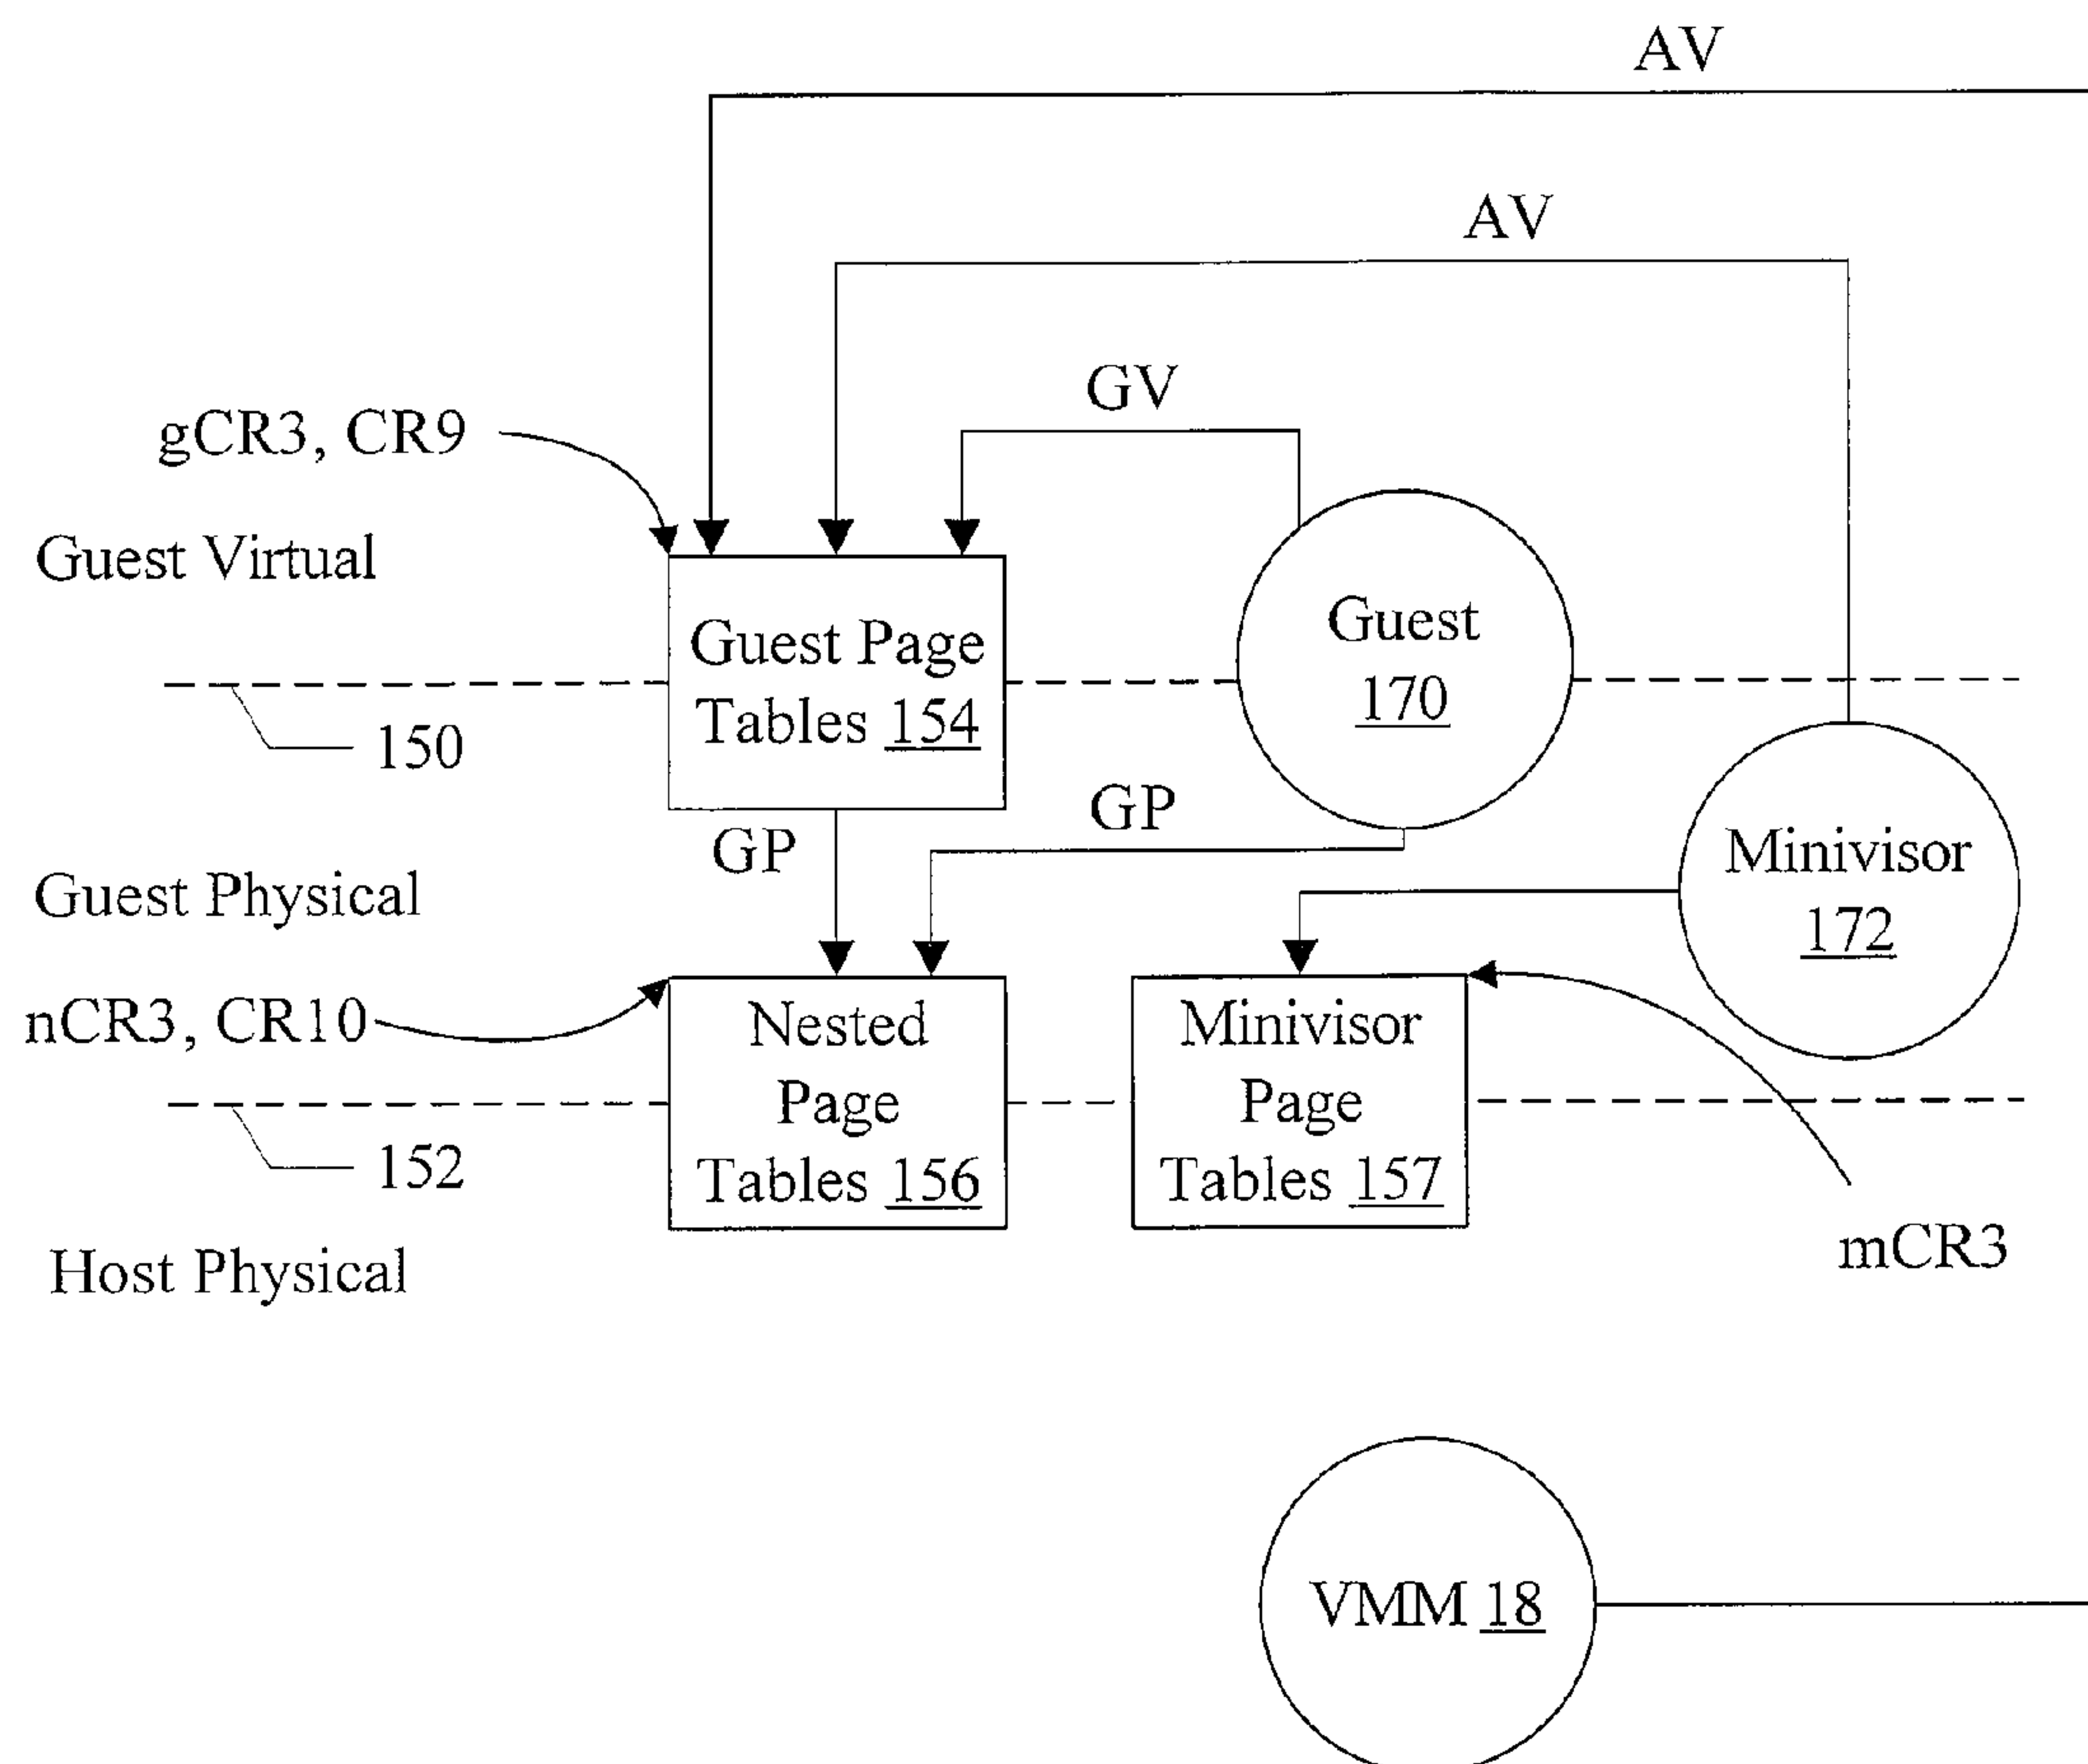 AV
AV
GV
gCR3, CR9
Guest Virtual
Guest Page
Tables 154
Guest
170
150
GP
GP
Guest Physical
Minivisor
172
nCR3, CR10
Nested
Page
Tables 156
Minivisor
Page
Tables 157
152
Host Physical
mCR3
VMM 18